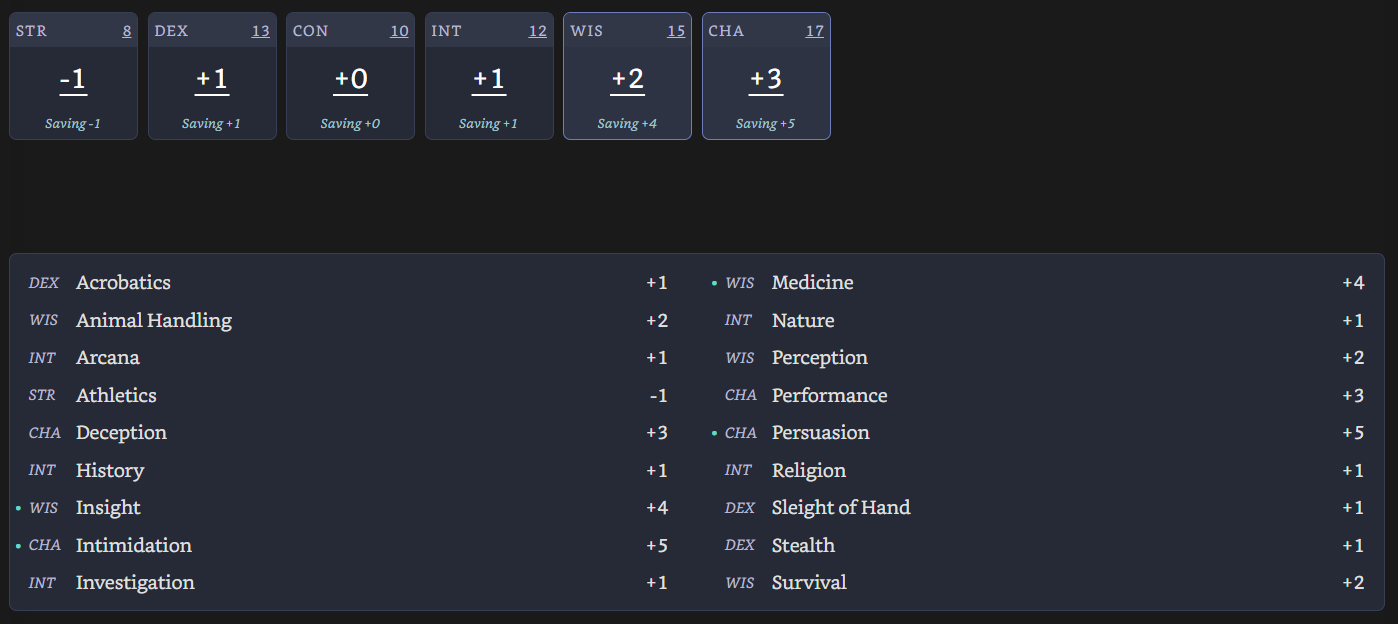 STR 8 DEX 13 CON 10 INT 12 WIS 15 CHA 17
-1 +1 +0 +1 +2 +3
Saving -1 Saving +1 Saving +0 Saving +1 Saving +4 Saving +5
DEX Acrobatics +1
WIS Animal Handling +2
INT Arcana +1
STR Athletics -1
CHA Deception +3
INT History +1
• WIS Insight +4
• CHA Intimidation +5
INT Investigation +1
• WIS Medicine +4
INT Nature +1
WIS Perception +2
CHA Performance +3
• CHA Persuasion +5
INT Religion +1
DEX Sleight of Hand +1
DEX Stealth +1
WIS Survival +2